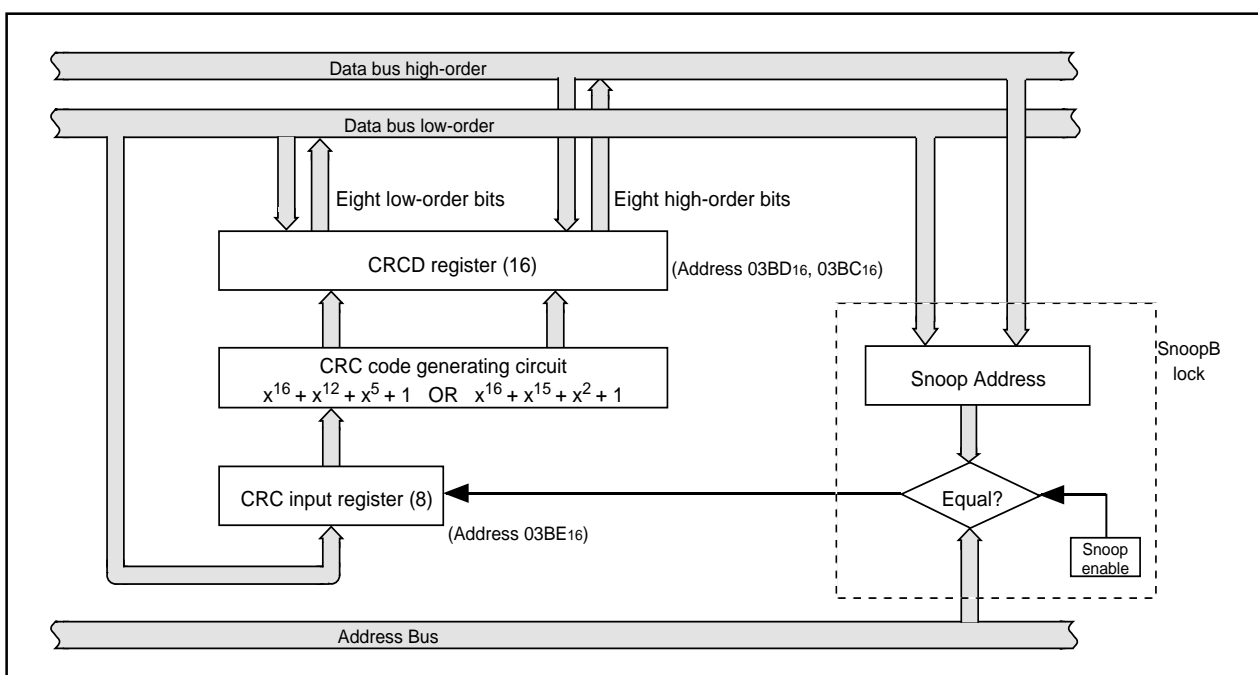 Data bus high-order
Data bus low-order
Eight low-order bits
Eight high-order bits
CRCD register (16)
(Address 03BD16, 03BC16)
CRC code generating circuit
x16 + x12 + x5 + 1 OR x16 + x15 + x2 + 1
SnoopB
lock
Snoop Address
CRC input register (8)
(Address 03BE16)
Equal?
Snoop
enable
Address Bus